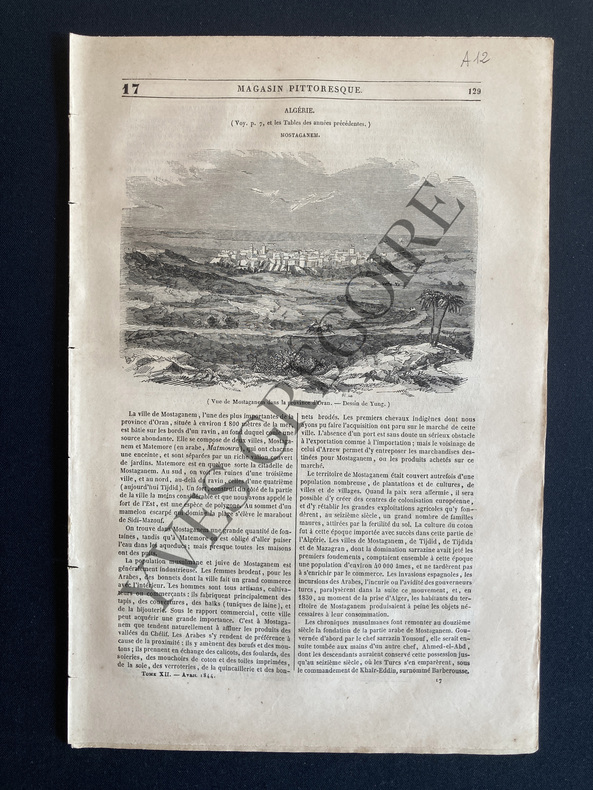 A12
17 MAGASIN PITTORESQUE. 129
ALGÉRIE.
(Voy. p. 7, et les Tables des années précédentes.)
MOSTAGANEM.
(Vue de Mostaganem dans la province d'Oran. — Dessin de Yung.)
La ville de Mostaganem, l'une des plus importantes de la
province d'Oran, située à environ 1 800 mètres de la mer,
est bâtie sur les bords d'un ravin, au fond duquel coule une
source abondante. Elle se compose de deux villes, Mosta-
nem et Matemore (en arabe, Matmoura), qui ont chacune
une enceinte, et sont séparées par un riche vallon couvert
de jardins. Matemore est en quelque sorte la citadelle de
Mostaganem. Au sud, on voit les ruines d'une troisième
ville, et au nord, au-delà du ravin, une quatrième
(aujourd'hui Tijdid). Un fort, construit du côté de la partie
de la ville la moins considérable, et que nous avons appelé le
fort de l'Est, est une espèce de polygone. Au sommet d'un
mamelon escarpé qui domine la place s'élève le marabout
de Sidi-Mazouf.
On trouve dans Mostaganem une grande quantité de fon-
taines, tandis qu'à Matemore on est obligé d'aller puiser
l'eau dans les aqueducs; mais presque toutes les maisons
ont des puits.
La population musulmane et juive de Mostaganem est
généralement industrieuse. Les femmes brodent, pour les
Arabes, des bonnets dont la ville fait un grand commerce
avec l'intérieur. Les hommes sont tous artisans, cultiva-
teurs ou commerçants: ils fabriquent principalement des
tapis, des couvertures, des haïks (tuniques de laine), et
de la bijouterie. Sous le rapport commercial, cette ville
peut acquérir une grande importance. C'est à Mostaga-
nem que tendent naturellement à affluer les produits des
vallées du Chélif. Les Arabes s'y rendent de préférence à
cause de la proximité: ils y amènent des bœufs et des mou-
tons; ils prennent en échange des calicots, des foulards, des
soieries, des mouchoirs de coton et des toiles imprimées,
de la soie, des verroteries, de la quincaillerie et des bon-
TOME XII. — AVRIL 1844.
nets brodés. Les premiers chevaux indigènes dont nous
ayons pu faire l'acquisition ont paru sur le marché de cette
ville. L'absence d'un port est sans doute un sérieux obstacle
à l'exportation comme à l'importation; mais le voisinage de
celui d'Arzew permet d'y entreposer les marchandises des-
tinées pour Mostaganem, ou les produits achetés sur ce
marché.
Le territoire de Mostaganem était couvert autrefois d'une
population nombreuse, de plantations et de cultures, de
villes et de villages. Quand la paix sera affermie, il sera
possible d'y créer des centres de colonisation européenne,
et d'y rétablir les grandes exploitations agricoles qu'y fon-
dèrent, au seizième siècle, un grand nombre de familles
maures, attirées par la fertilité du sol. La culture du coton
fut à cette époque importée avec succès dans cette partie de
l'Algérie. Les villes de Mostaganem, de Tijdid, de Tijdida
et de Mazagran, dont la domination sarrasine avait jeté les
premiers fondements, comptaient ensemble à cette époque
une population d'environ 40 000 âmes, et ne tardèrent pas
à s'enrichir par le commerce. Les invasions espagnoles, les
incursions des Arabes, l'incurie ou l'avidité des gouverneurs
turcs, paralysèrent dans la suite ce mouvement, et, en
1830, au moment de la prise d'Alger, les habitants du ter-
ritoire de Mostaganem produisaient à peine les objets né-
cessaires à leur consommation.
Les chroniques musulmanes font remonter au douzième
siècle la fondation de la partie arabe de Mostaganem. Gou-
vernée d'abord par le chef sarrasin Youssof, elle serait en-
suite tombée aux mains d'un autre chef, Ahmed-el-Abd,
dont les descendants auraient conservé cette possession jus-
qu'au seizième siècle, où les Turcs s'en emparèrent, sous
le commandement de Khaïr-Eddin, surnommé Barberousse.
17
YVES GRÉGOIRE